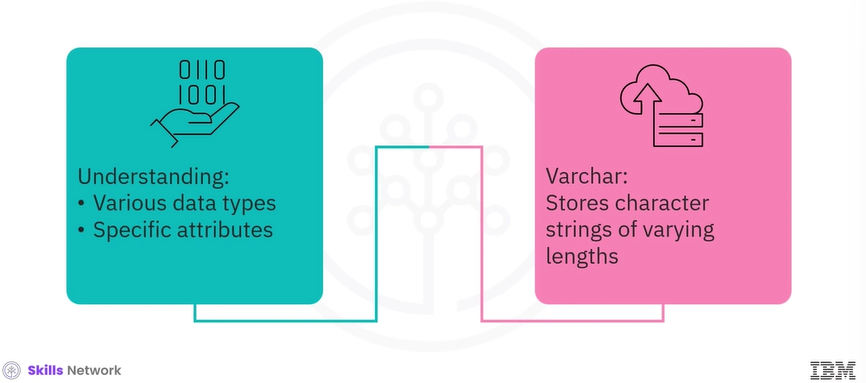 0110
1001
Understanding:
• Various data types
• Specific attributes
Varchar:
Stores character
strings of varying
lengths
Skills Network
IBM